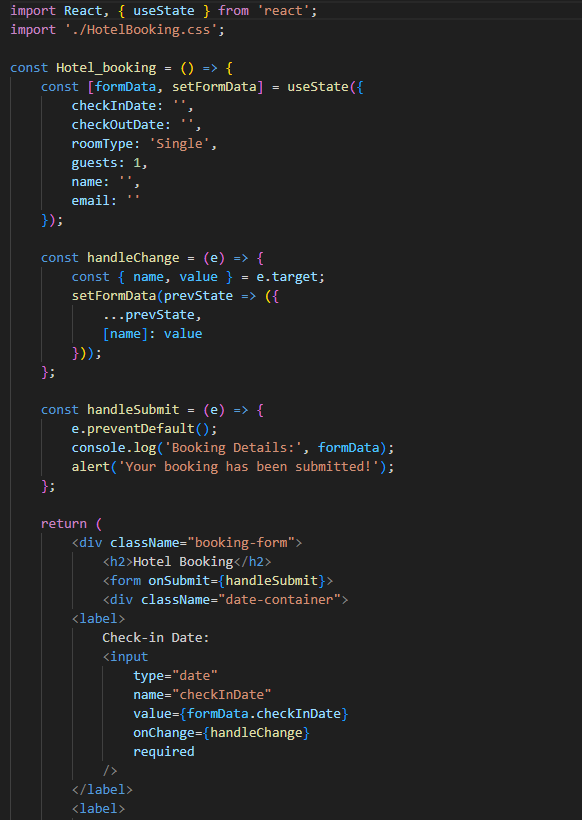 import React, { useState } from 'react';
import './HotelBooking.css';

const Hotel_booking = () => {
    const [formData, setFormData] = useState({
        checkInDate: '',
        checkOutDate: '',
        roomType: 'Single',
        guests: 1,
        name: '',
        email: ''
    });

    const handleChange = (e) => {
        const { name, value } = e.target;
        setFormData(prevState => ({
            ...prevState,
            [name]: value
        }));
    };

    const handleSubmit = (e) => {
        e.preventDefault();
        console.log('Booking Details:', formData);
        alert('Your booking has been submitted!');
    };

    return (
        <div className="booking-form">
            <h2>Hotel Booking</h2>
            <form onSubmit={handleSubmit}>
            <div className="date-container">
        <label>
            Check-in Date:
            <input
                type="date"
                name="checkInDate"
                value={formData.checkInDate}
                onChange={handleChange}
                required
            />
        </label>
        <label>